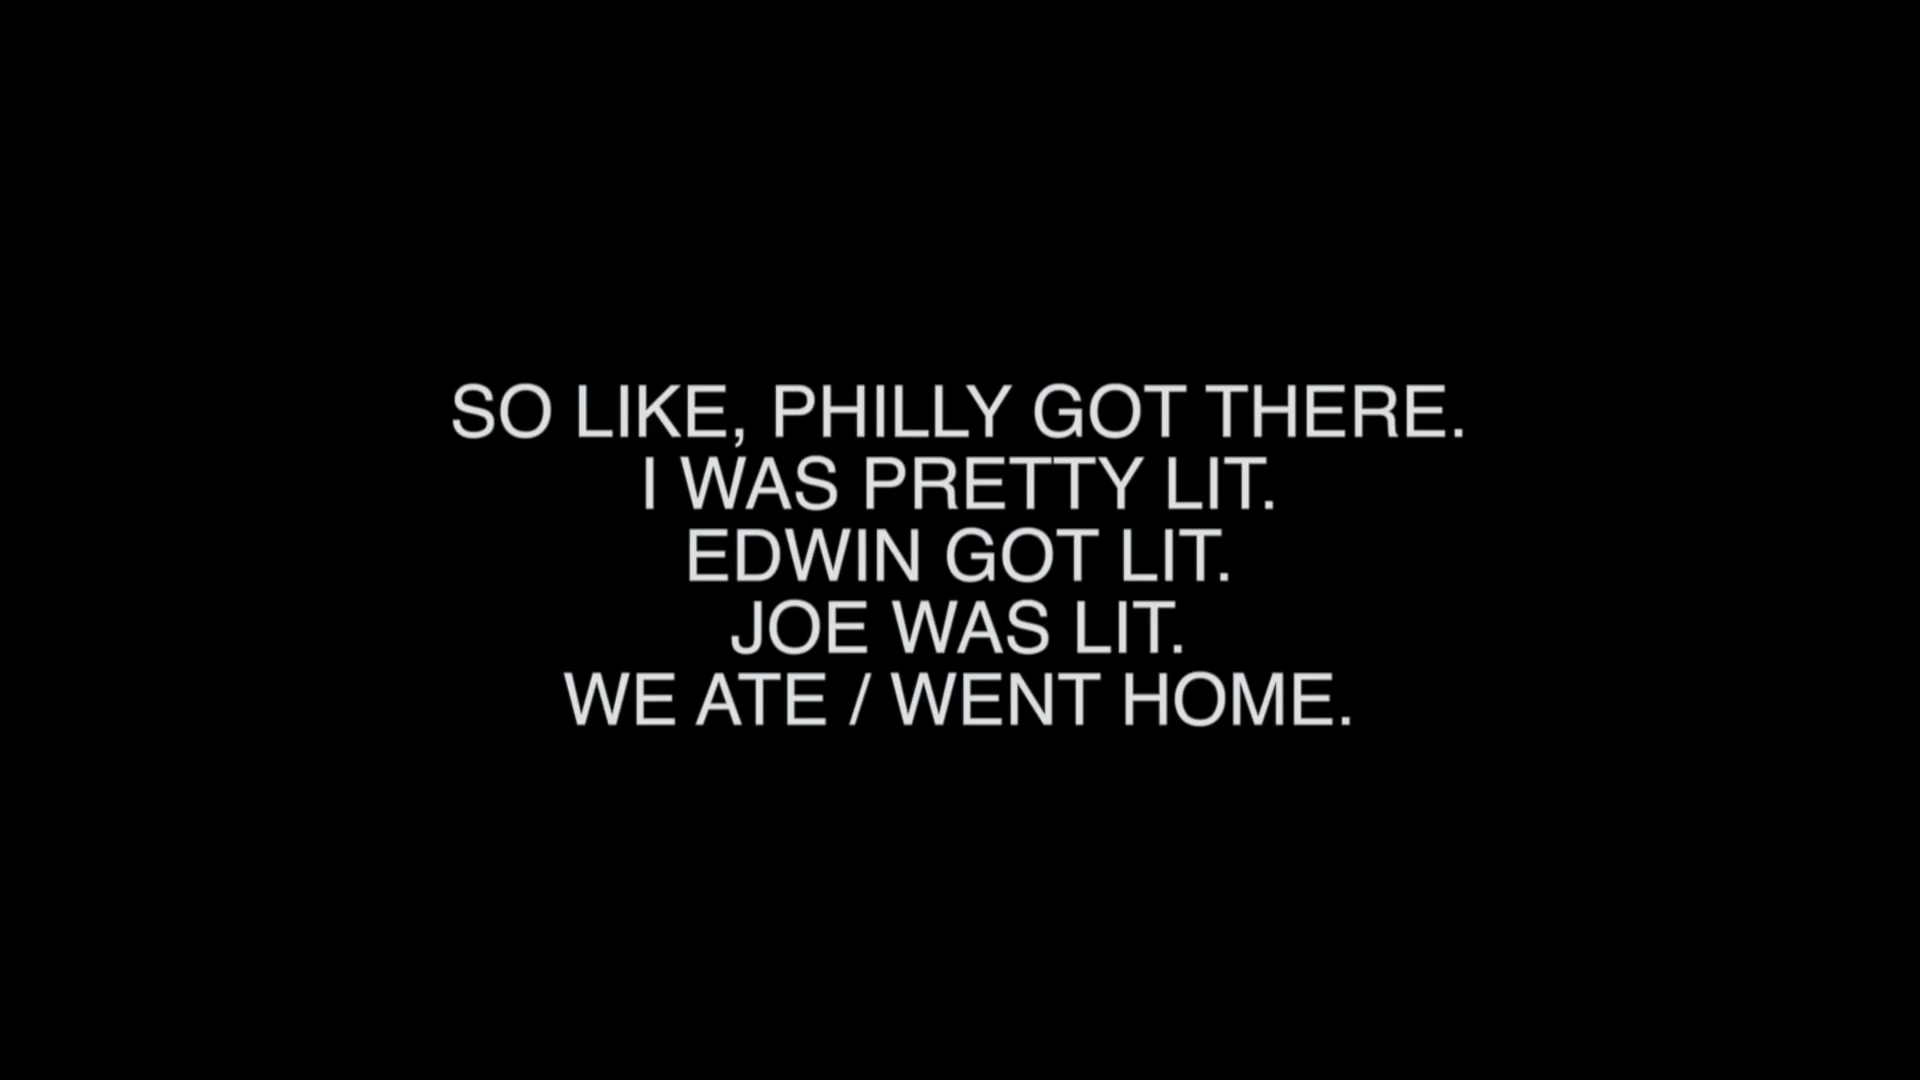 SO LIKE, PHILLY GOT THERE.
I WAS PRETTY LIT.
EDWIN GOT LIT.
JOE WAS LIT.
WE ATE / WENT HOME.